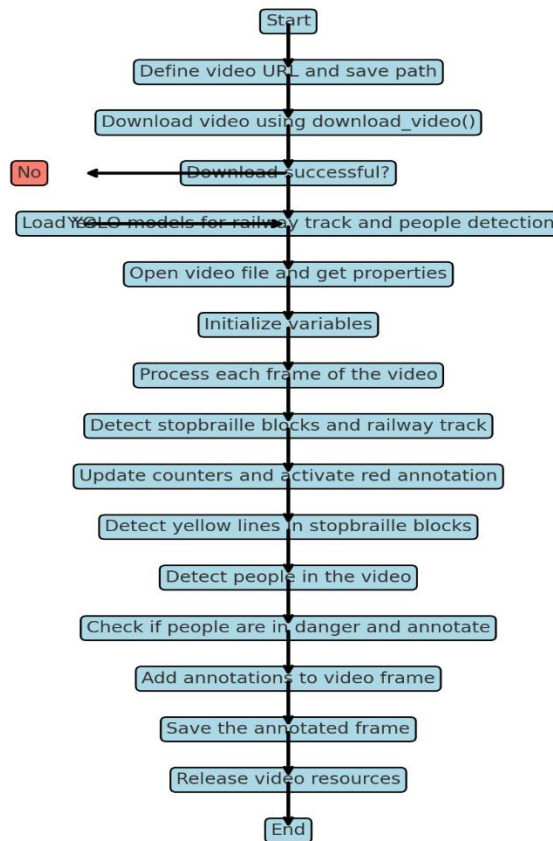 Start
Define video URL and save path
Download video using download_video()
No
Download successful?
Load YOLO models for railway track and people detection
Yes
Open video file and get properties
Initialize variables
Process each frame of the video
Detect stopbraille blocks and railway track
Update counters and activate red annotation
Detect yellow lines in stopbraille blocks
Detect people in the video
Check if people are in danger and annotate
Add annotations to video frame
Save the annotated frame
Release video resources
End